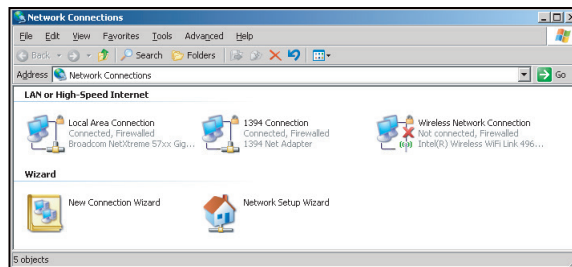 Network Connections
File Edit View Favorites Tools Advanced Help
Back Search Folders
Address Network Connections Go
LAN or High-Speed Internet
Local Area Connection
Connected, Firewalled
Broadcom NetXtreme 57xx Gig...
1394 Connection
Connected, Firewalled
1394 Net Adapter
Wireless Network Connection
Not connected, Firewalled
Intel(R) Wireless WiFi Link 496...
Wizard
New Connection Wizard
Network Setup Wizard
5 objects